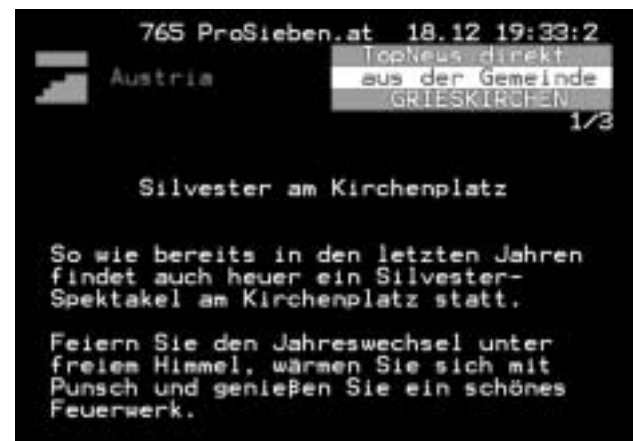 765 ProSieben.at 18.12 19:33:2
TopNews direkt
Austria
aus der Gemeinde
GRIESKIRCHEN
1/3
Silvester am Kirchenplatz
So wie bereits in den letzten Jahren
findet auch heuer ein Silvester-
Spektakel am Kirchenplatz statt.
Feiern Sie den Jahreswechsel unter
freiem Himmel, wärmen Sie sich mit
Punsch und genießen Sie ein schönes
Feuerwerk.